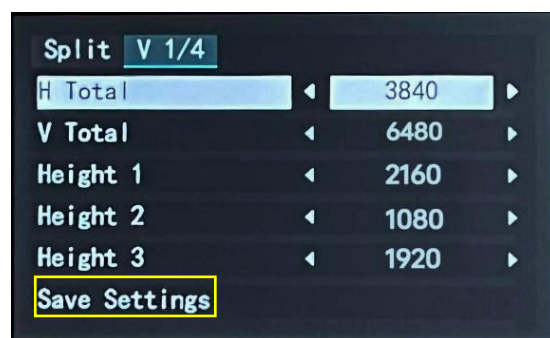 Split V 1/4
H Total 3840
V Total 6480
Height 1 2160
Height 2 1080
Height 3 1920
Save Settings